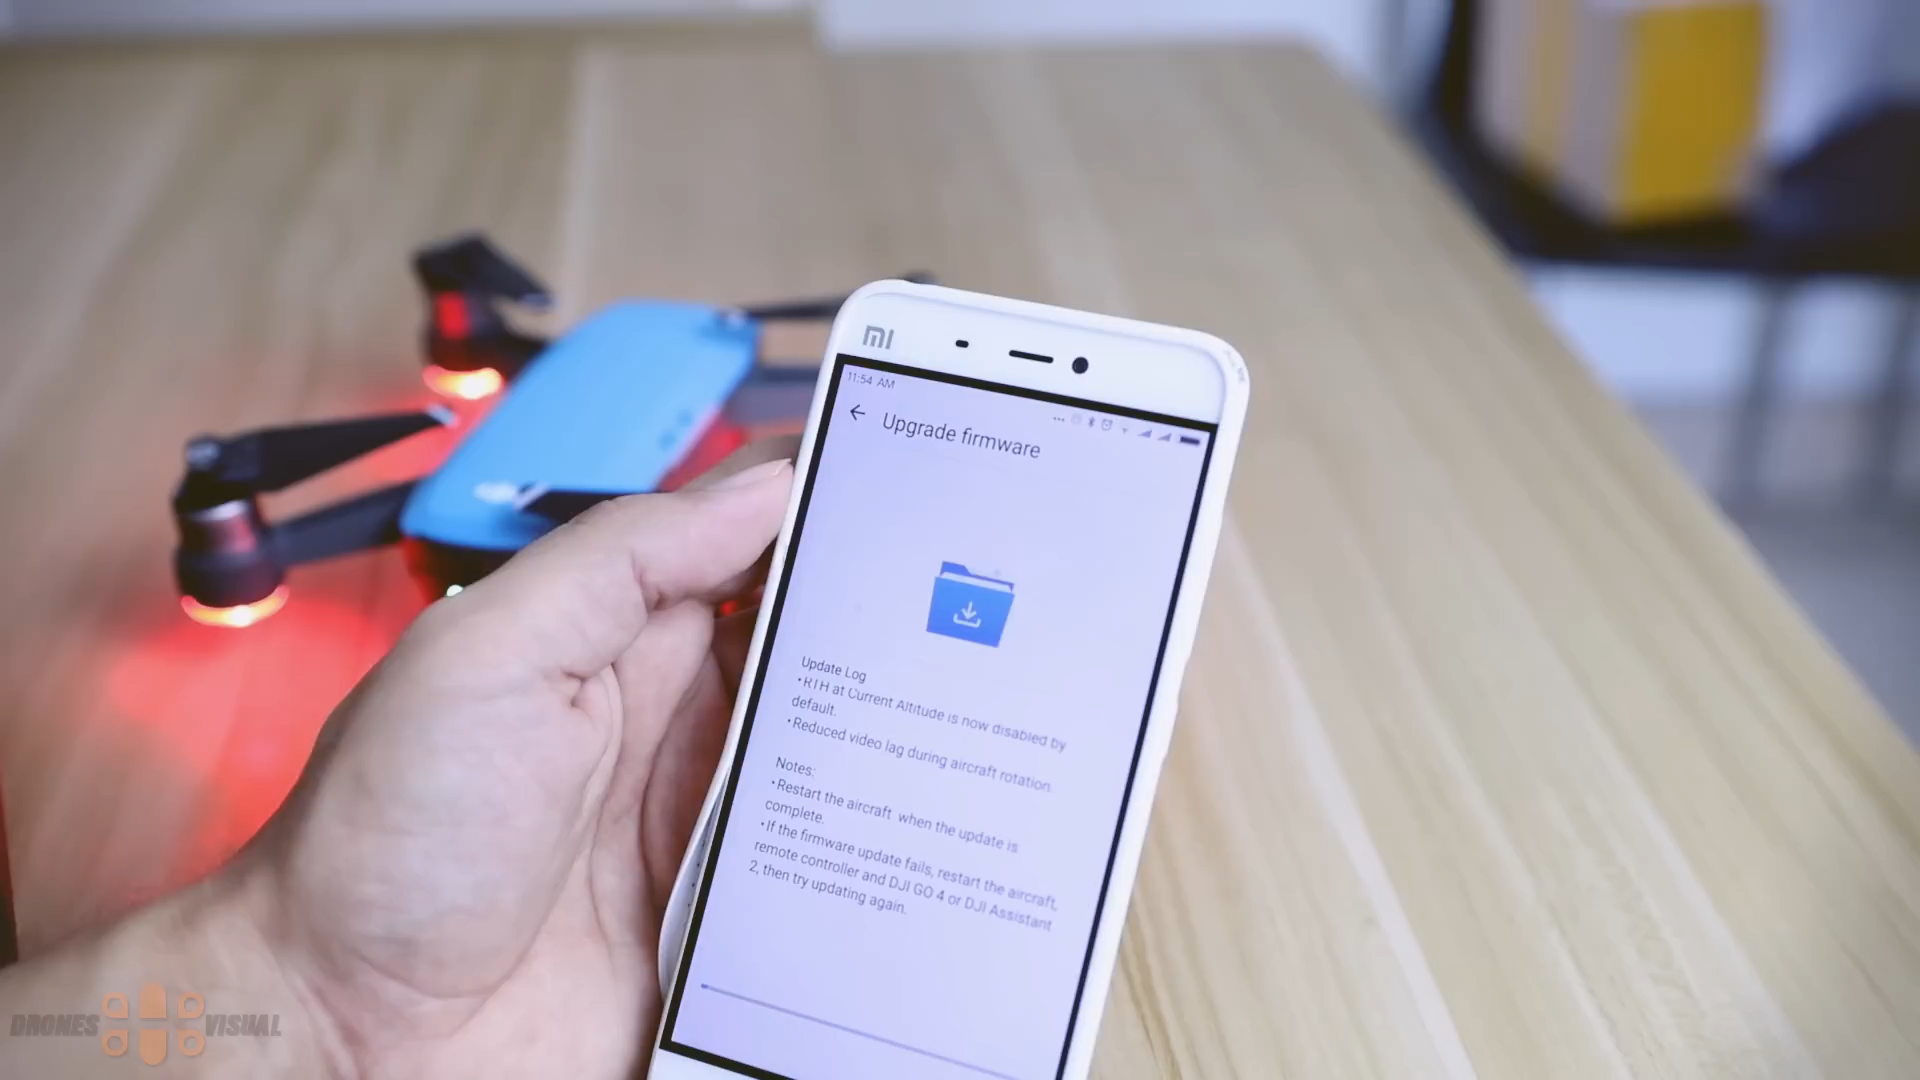 MI
11:54 AM
Upgrade firmware
Update Log
•RTH at Current Altitude is now disabled by
default.
•Reduced video lag during aircraft rotation.
Notes:
•Restart the aircraft when the update is
complete.
•If the firmware update fails, restart the aircraft,
remote controller and DJI GO 4 or DJI Assistant
2, then try updating again.
DRONES VISUAL